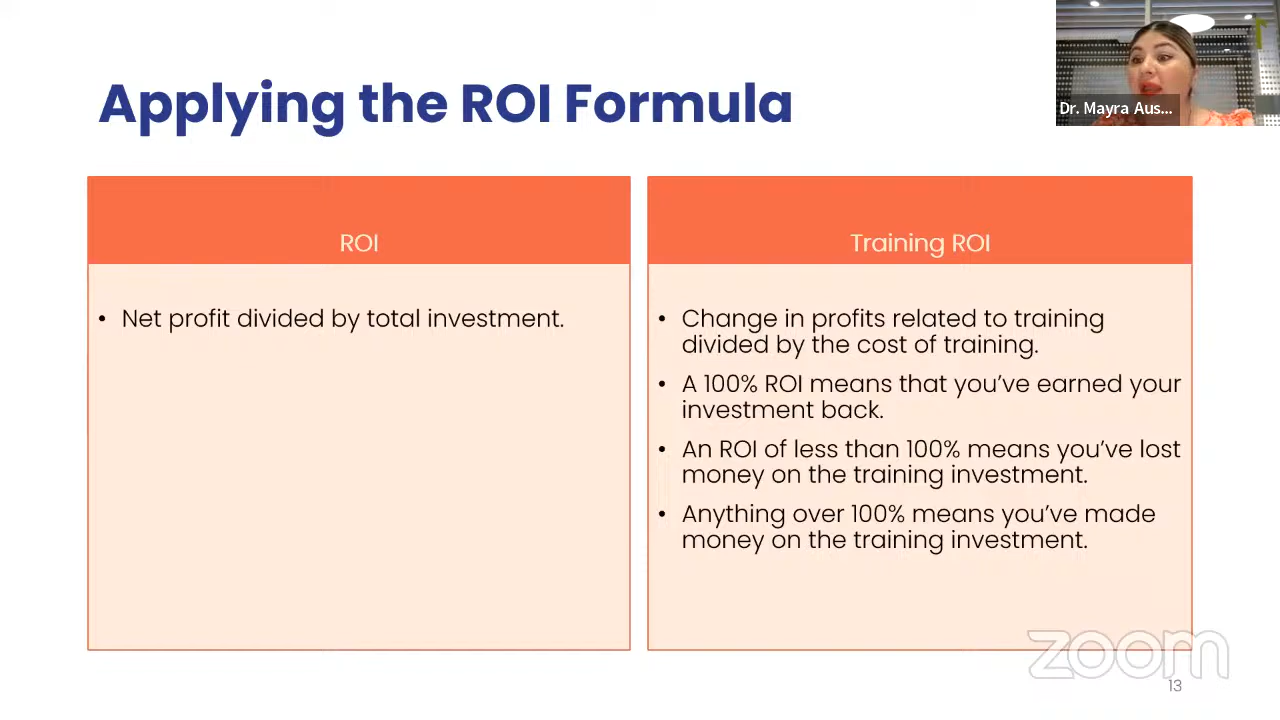 Applying the ROI Formula
Dr. Mayra Aus...
ROI
• Net profit divided by total investment.
Training ROI
• Change in profits related to training
divided by the cost of training.
• A 100% ROI means that you’ve earned your
investment back.
• An ROI of less than 100% means you’ve lost
money on the training investment.
• Anything over 100% means you’ve made
money on the training investment.
zoom
13